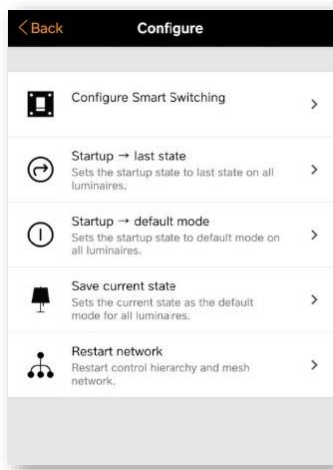 Back
Configure
Configure Smart Switching
Startup → last state
Sets the startup state to last state on all
luminaires.
Startup → default mode
Sets the startup state to default mode on
all luminaires.
Save current state
Sets the current state as the default
mode for all luminaires.
Restart network
Restart control hierarchy and mesh
network.